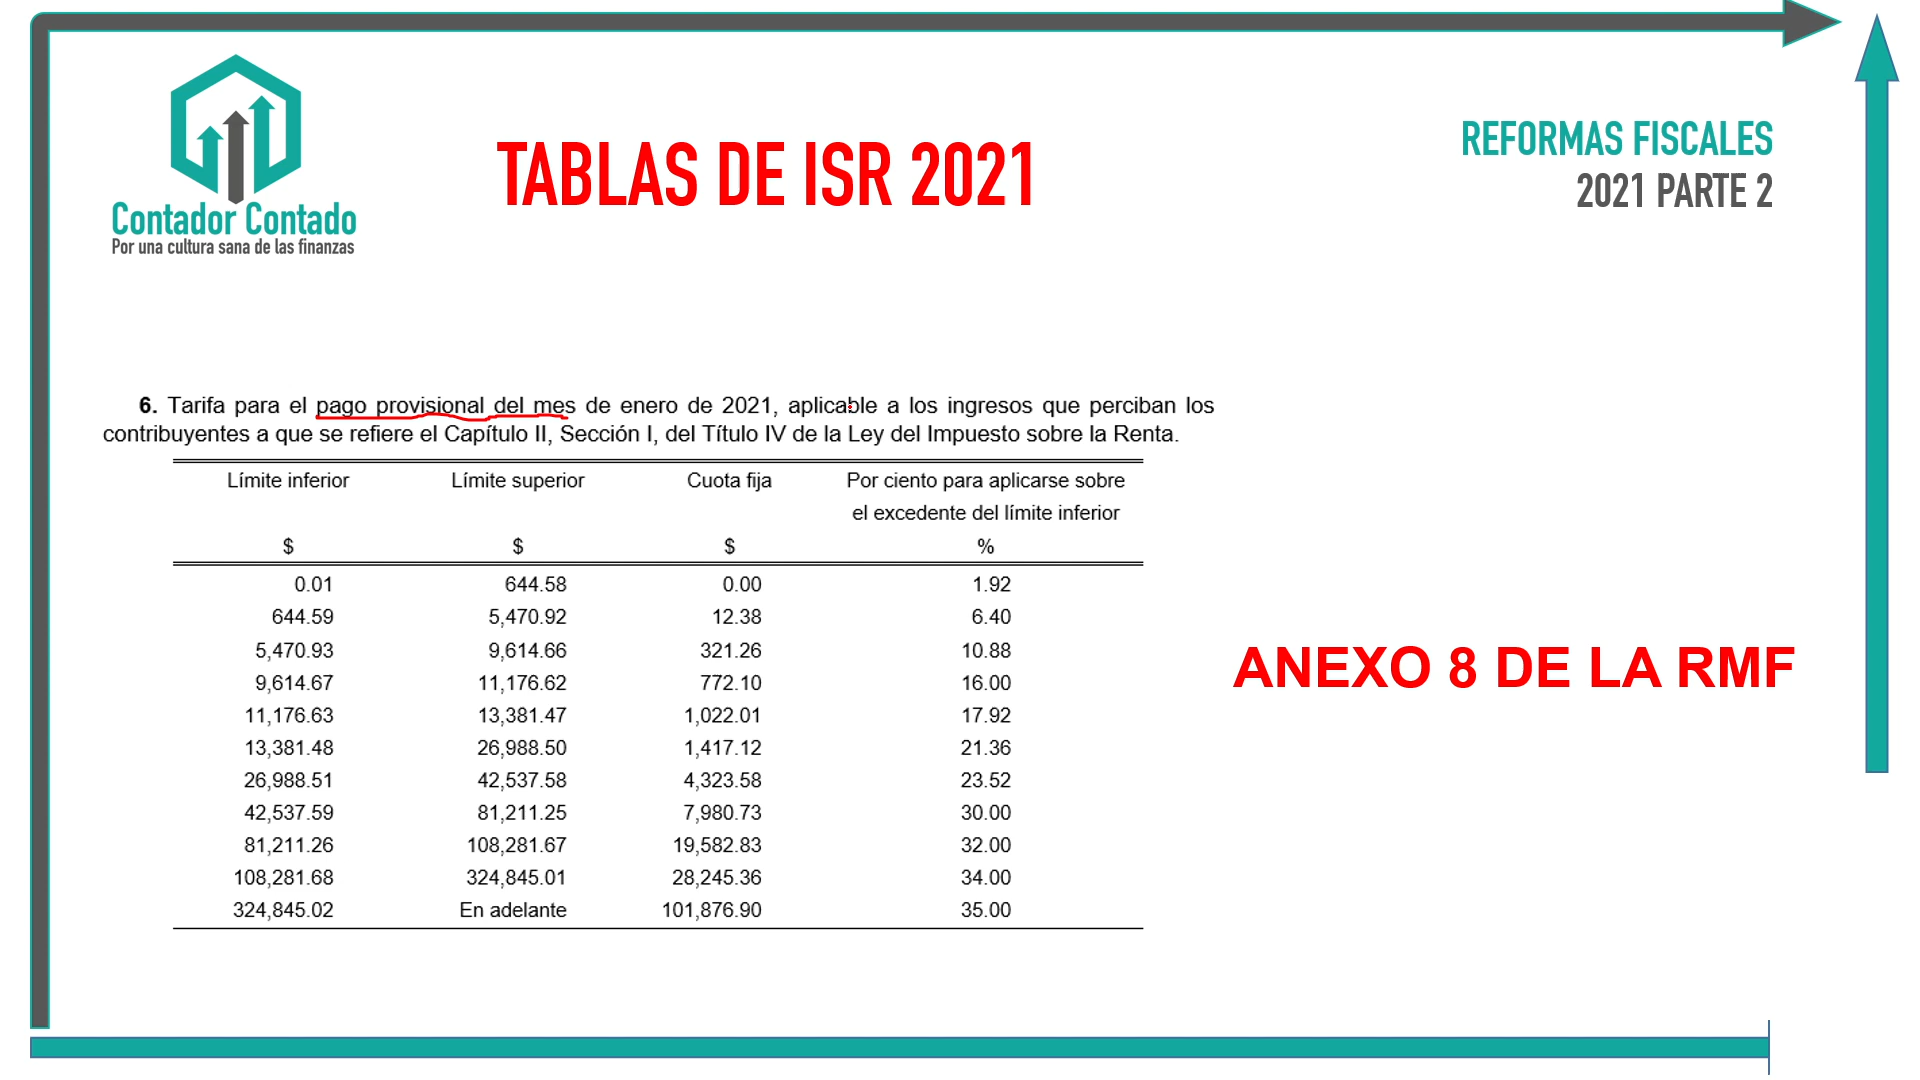 Contador Contado
Por una cultura sana de las finanzas
TABLAS DE ISR 2021
REFORMAS FISCALES
2021 PARTE 2
6. Tarifa para el pago provisional del mes de enero de 2021, aplicable a los ingresos que perciban los
contribuyentes a que se refiere el Capítulo II, Sección I, del Título IV de la Ley del Impuesto sobre la Renta.
Límite inferior Límite superior Cuota fija Por ciento para aplicarse sobre
el excedente del límite inferior
$ $ $ %
0.01 644.58 0.00 1.92
644.59 5,470.92 12.38 6.40
5,470.93 9,614.66 321.26 10.88
9,614.67 11,176.62 772.10 16.00
11,176.63 13,381.47 1,022.01 17.92
13,381.48 26,988.50 1,417.12 21.36
26,988.51 42,537.58 4,323.58 23.52
42,537.59 81,211.25 7,980.73 30.00
81,211.26 108,281.67 19,582.83 32.00
108,281.68 324,845.01 28,245.36 34.00
324,845.02 En adelante 101,876.90 35.00
ANEXO 8 DE LA RMF